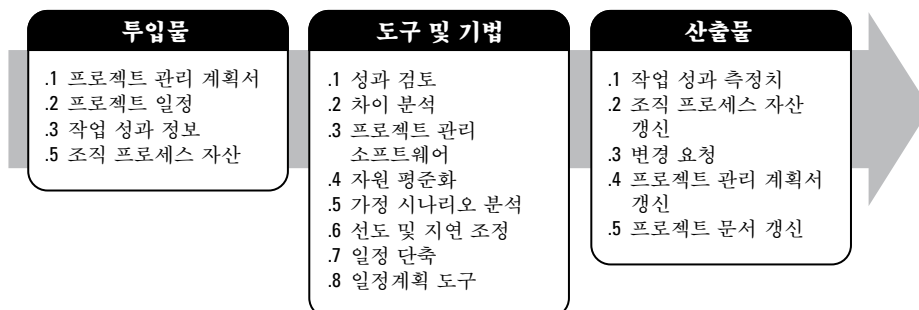 투입물
.1 프로젝트 관리 계획서
.2 프로젝트 일정
.3 작업 성과 정보
.5 조직 프로세스 자산
도구 및 기법
.1 성과 검토
.2 차이 분석
.3 프로젝트 관리
소프트웨어
.4 자원 평준화
.5 가정 시나리오 분석
.6 선도 및 지연 조정
.7 일정 단축
.8 일정계획 도구
산출물
.1 작업 성과 측정치
.2 조직 프로세스 자산
갱신
.3 변경 요청
.4 프로젝트 관리 계획서
갱신
.5 프로젝트 문서 갱신